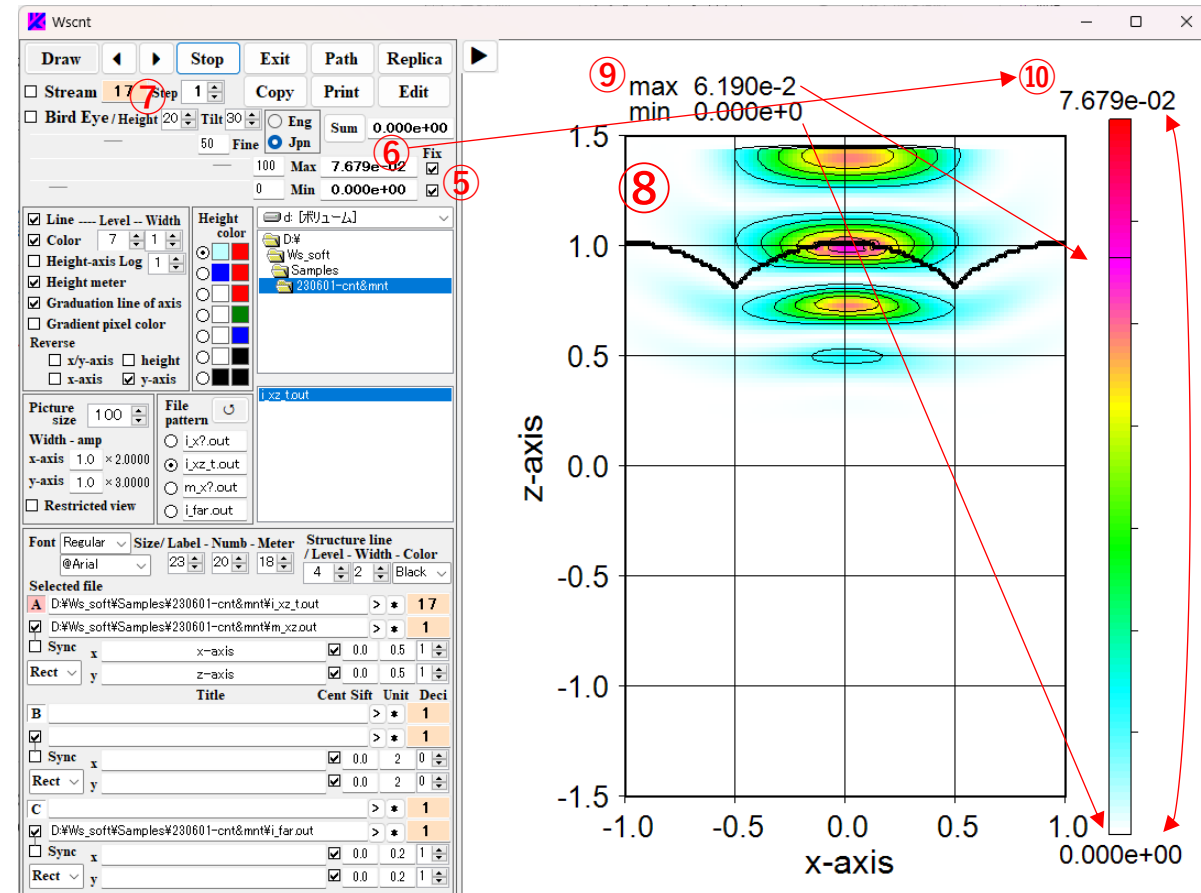 Wscnt
Draw Stop Exit Path Replica
Stream 17 ⑦ Step 1 Copy Print Edit
Bird Eye / Height 20 Tilt 30 Eng Sum 0.000e+00
50 Fine Jpn ⑥ Fix
100 Max 7.679e-02
0 Min 0.000e+00 ⑤
Line ---- Level -- Width
Color 7 1
Height-axis Log 1
Height meter
Graduation line of axis
Gradient pixel color
Reverse
x/y-axis height
x-axis y-axis
Height
color
d: [ボリューム]
D:¥
Ws_soft
Samples
230601-cnt&mnt
i_xz_t.out
Picture
size 100
Width - amp
x-axis 1.0 ×2.0000
y-axis 1.0 ×3.0000
Restricted view
File
pattern
i_x?.out
i_xz_t.out
m_x?.out
i_far.out
Font Regular Size/ Label - Numb - Meter Structure line
@Arial 23 20 18 / Level - Width - Color
4 2 Black
Selected file
A D:¥Ws_soft¥Samples¥230601-cnt&mnt¥i_xz_t.out > * 17
D:¥Ws_soft¥Samples¥230601-cnt&mnt¥m_xz.out > * 1
Sync x x-axis 0.0 0.5 1
Rect y z-axis 0.0 0.5 1
Title Cent Sift Unit Deci
B > * 1
> * 1
Sync x 0.0 2 0
Rect y 0.0 2 0
C > * 1
D:¥Ws_soft¥Samples¥230601-cnt&mnt¥i_far.out > * 1
Sync x 0.0 0.2 1
Rect y 0.0 0.2 1
⑨ max 6.190e-2
min 0.000e+0
⑩
7.679e-02
⑧
1.5
1.0
0.5
0.0
-0.5
-1.0
-1.5
z-axis
-1.0 -0.5 0.0 0.5 1.0
x-axis
0.000e+00